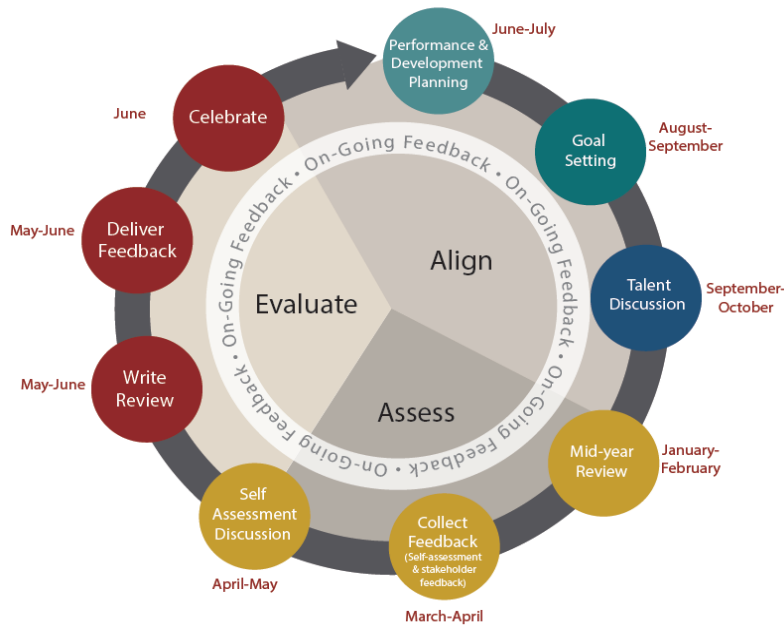 June-July
Performance &
Development
Planning
August-
September
Goal
Setting
September-
October
Talent
Discussion
January-
February
Mid-year
Review
Collect
Feedback
(Self-assessment
& stakeholder
feedback)
March-April
Self
Assessment
Discussion
April-May
Write
Review
May-June
Deliver
Feedback
May-June
Celebrate
June
On-Going Feedback • On-Going Feedback • On-Going Feedback • On-Going Feedback • On-Going Feedback •
Align
Assess
Evaluate